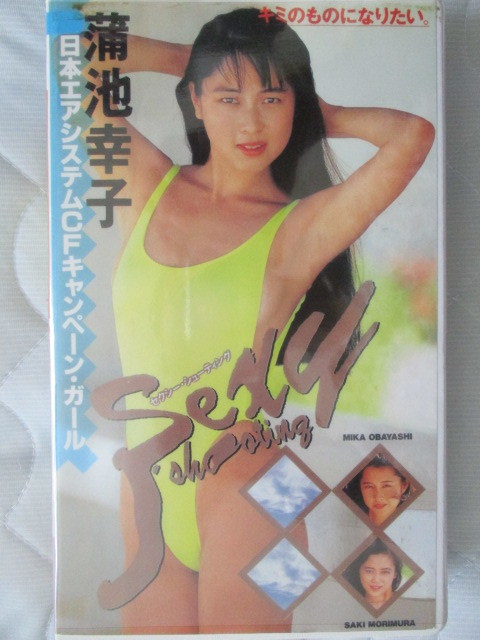 キミのものになりたい。
蒲池幸子
日本エアシステムCFキャンペーン・ガール
セクシー・シューティング
Sexy
shooting
MIKA OBAYASHI
SAKI MORIMURA